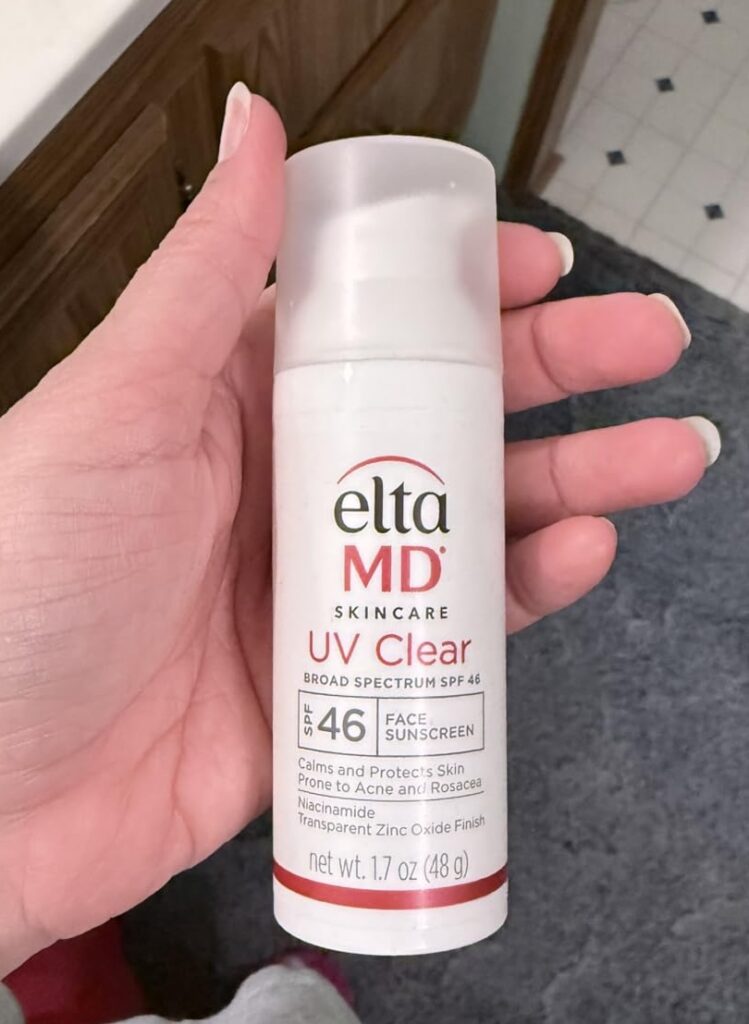 elta
MD
SKINCARE
UV Clear
BROAD SPECTRUM SPF 46
SPF 46 FACE
SUNSCREEN
Calms and Protects Skin
Prone to Acne and Rosacea
Niacinamide
Transparent Zinc Oxide Finish
net wt. 1.7 oz (48 g)